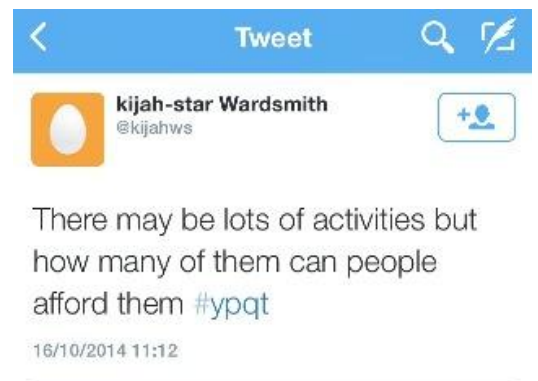 Tweet
kijah-star Wardsmith
@kijahws
There may be lots of activities but
how many of them can people
afford them #ypqt
16/10/2014 11:12